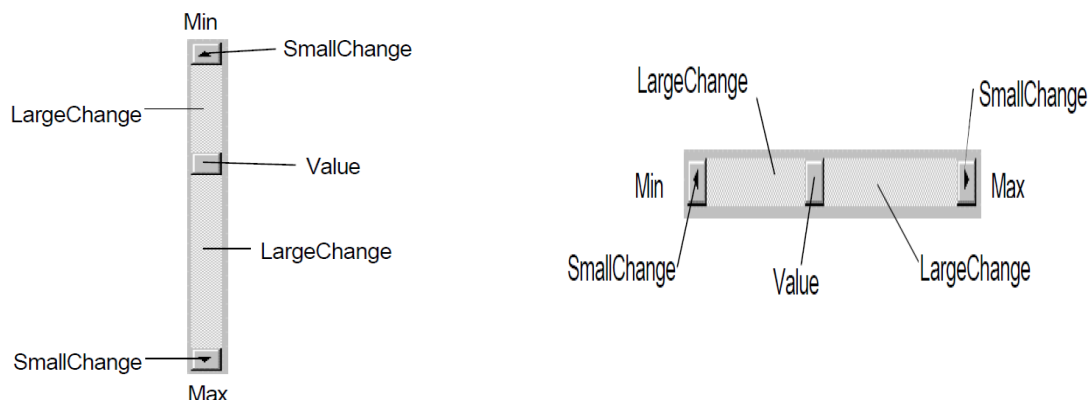 Min
SmallChange
LargeChange
Value
LargeChange
SmallChange
Max
LargeChange
SmallChange
Min
Max
SmallChange
Value
LargeChange